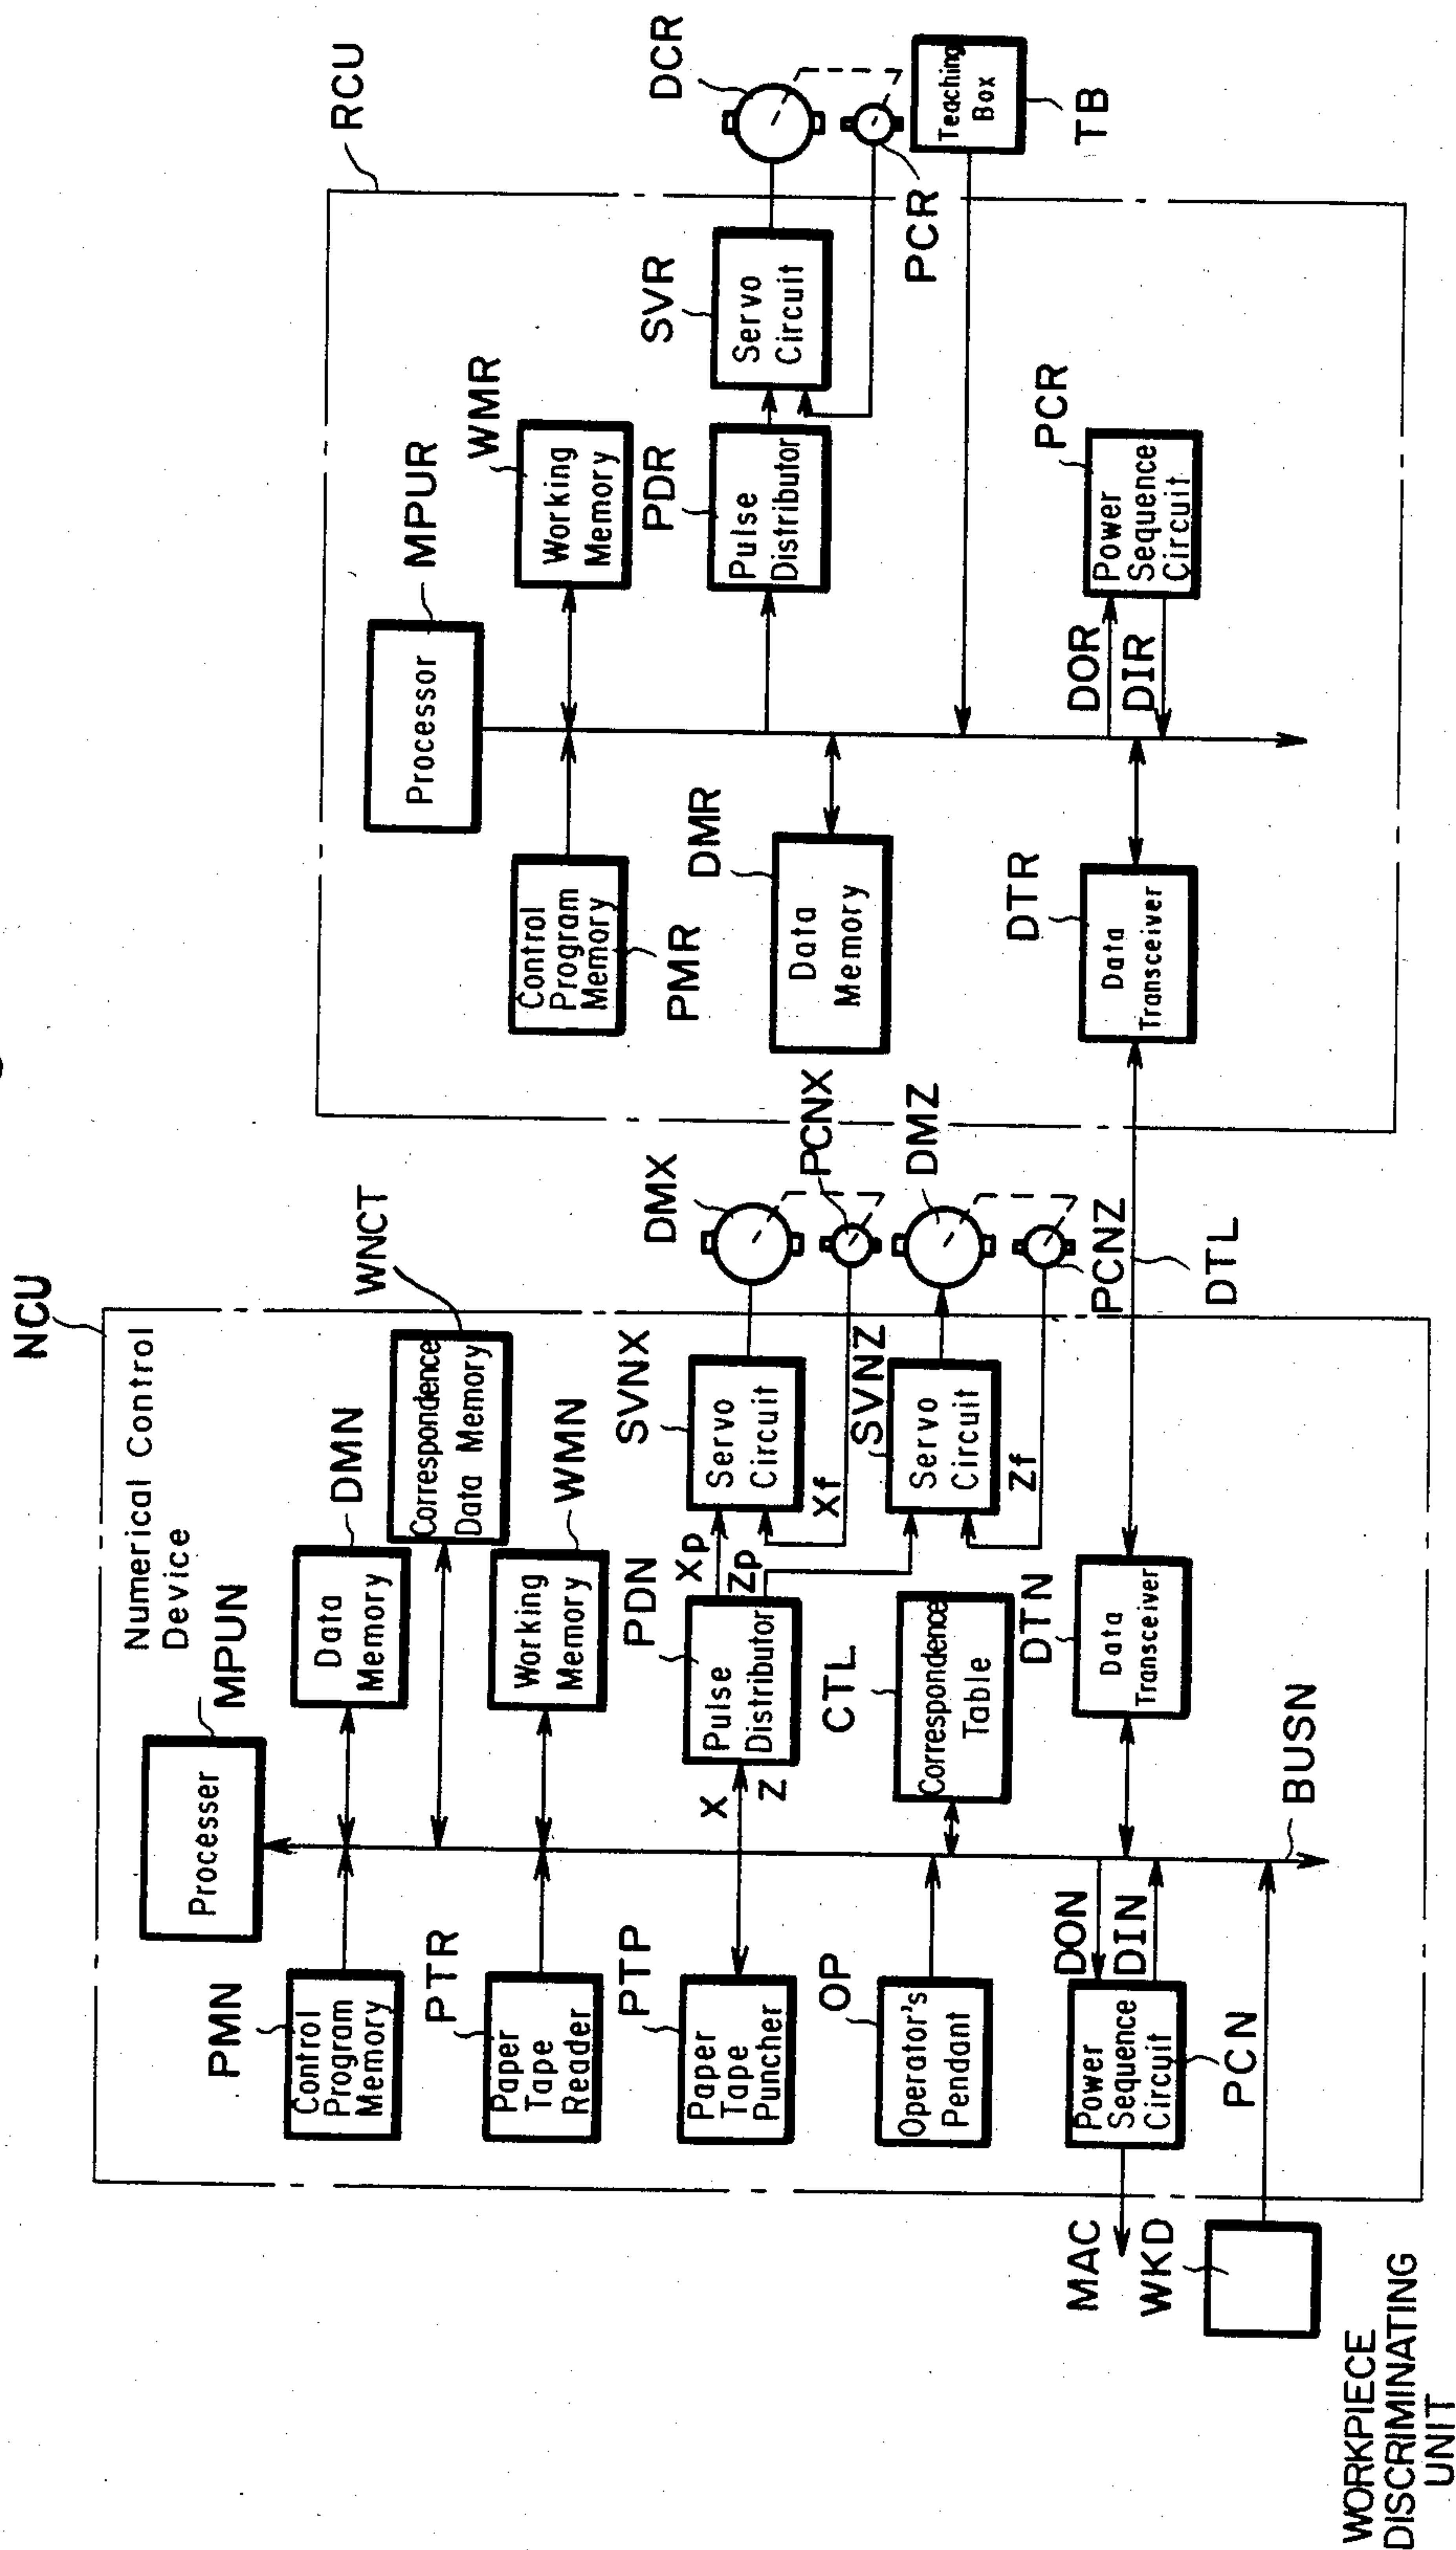 NCU
Numerical Control
Device
MPUN
Processer
DMN
Data
Memory
WNCT
Correspondence
Data Memory
WMN
Working
Memory
PMN
Control
Program
Memory
PTR
Paper
Tape
Reader
PTP
Paper
Tape
Puncher
X
Z
PDN
Pulse
Distributor
Xp
Zp
SVNX
Servo
Circuit
Xf
DMX
PCNX
SVNZ
Servo
Circuit
Zf
DMZ
PCNZ
OP
Operator's
Pendant
CTL
Correspondence
Table
DTN
Data
Transceiver
DTL
DON
DIN
Power
Sequence
Circuit
PCN
BUSN
MAC
WKD
WORKPIECE
DISCRIMINATING
UNIT
RCU
MPUR
Processor
WMR
Working
Memory
Control
Program
Memory
PMR
PDR
Pulse
Distributor
SVR
Servo
Circuit
DCR
PCR
Teaching
Box
TB
DMR
Data
Memory
DTR
Data
Transceiver
DOR
DIR
PCR
Power
Sequence
Circuit